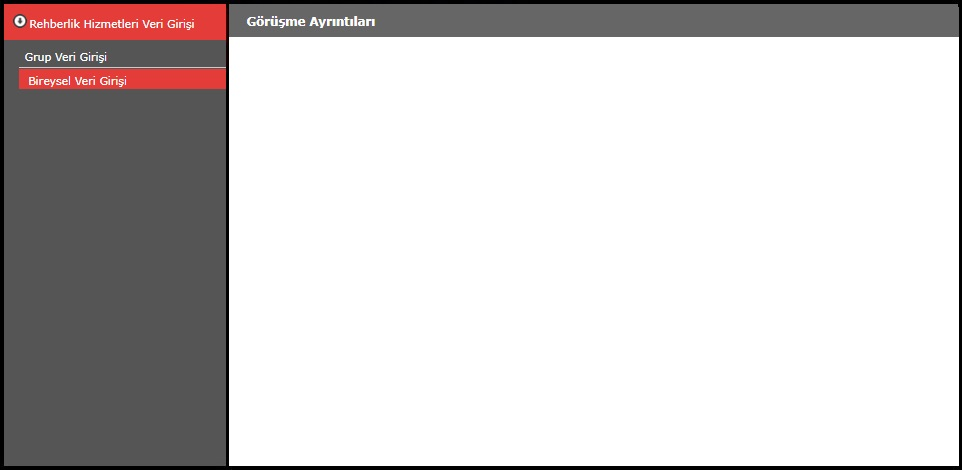 Rehberlik Hizmetleri Veri Girişi
Grup Veri Girişi
Bireysel Veri Girişi
Görüşme Ayrıntıları